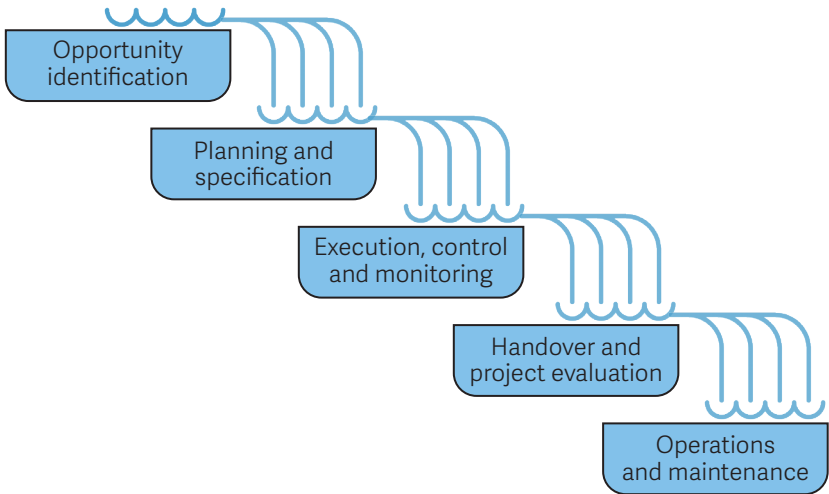 Opportunity
identification
Planning and
specification
Execution, control
and monitoring
Handover and
project evaluation
Operations
and maintenance